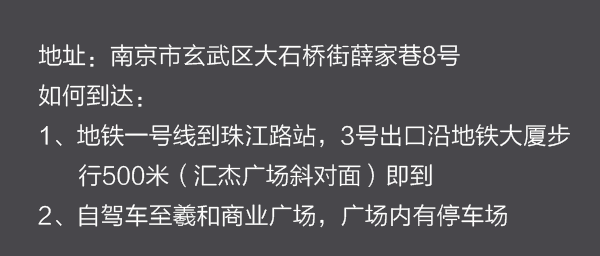 地址：南京市玄武区大石桥街薛家巷8号
如何到达：
1、地铁一号线到珠江路站，3号出口沿地铁大厦步
行500米（汇杰广场斜对面）即到
2、自驾车至羲和商业广场，广场内有停车场